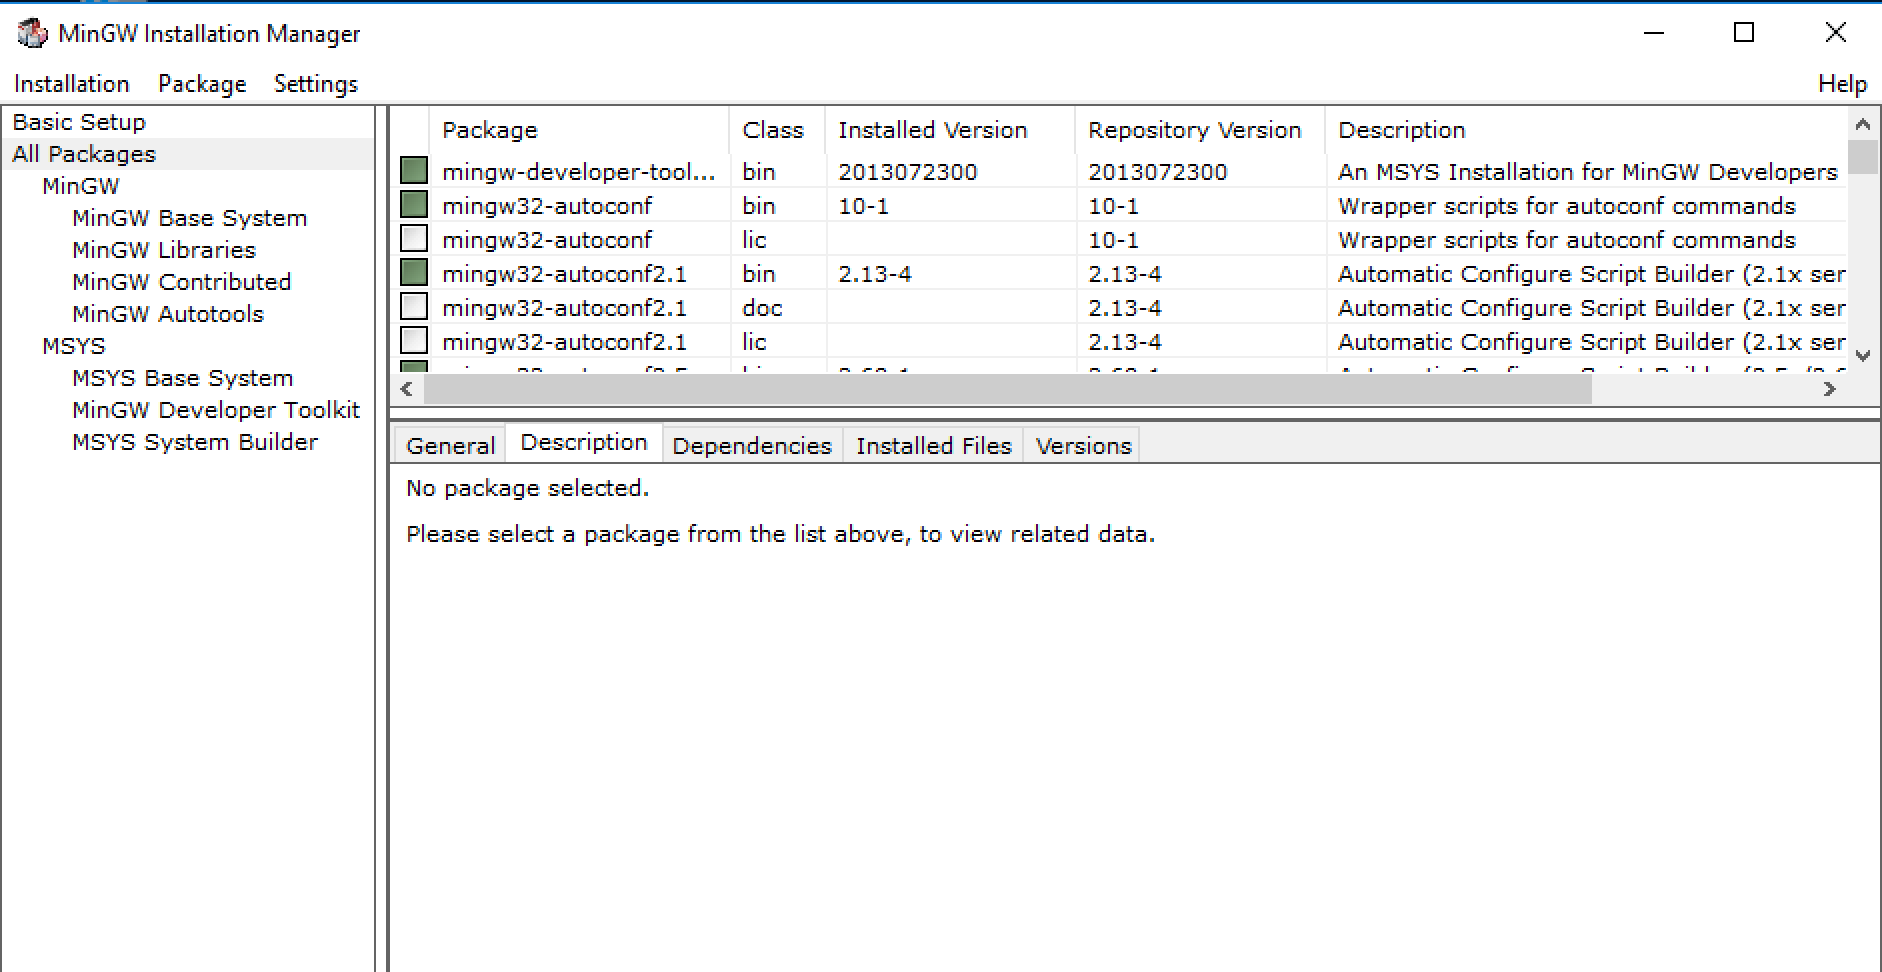 MinGW Installation Manager
Installation Package Settings Help
Basic Setup
All Packages
MinGW
MinGW Base System
MinGW Libraries
MinGW Contributed
MinGW Autotools
MSYS
MSYS Base System
MinGW Developer Toolkit
MSYS System Builder
Package Class Installed Version Repository Version Description
mingw-developer-tool... bin 2013072300 2013072300 An MSYS Installation for MinGW Developers
mingw32-autoconf bin 10-1 10-1 Wrapper scripts for autoconf commands
mingw32-autoconf lic 10-1 Wrapper scripts for autoconf commands
mingw32-autoconf2.1 bin 2.13-4 2.13-4 Automatic Configure Script Builder (2.1x ser
mingw32-autoconf2.1 doc 2.13-4 Automatic Configure Script Builder (2.1x ser
mingw32-autoconf2.1 lic 2.13-4 Automatic Configure Script Builder (2.1x ser
General Description Dependencies Installed Files Versions
No package selected.
Please select a package from the list above, to view related data.